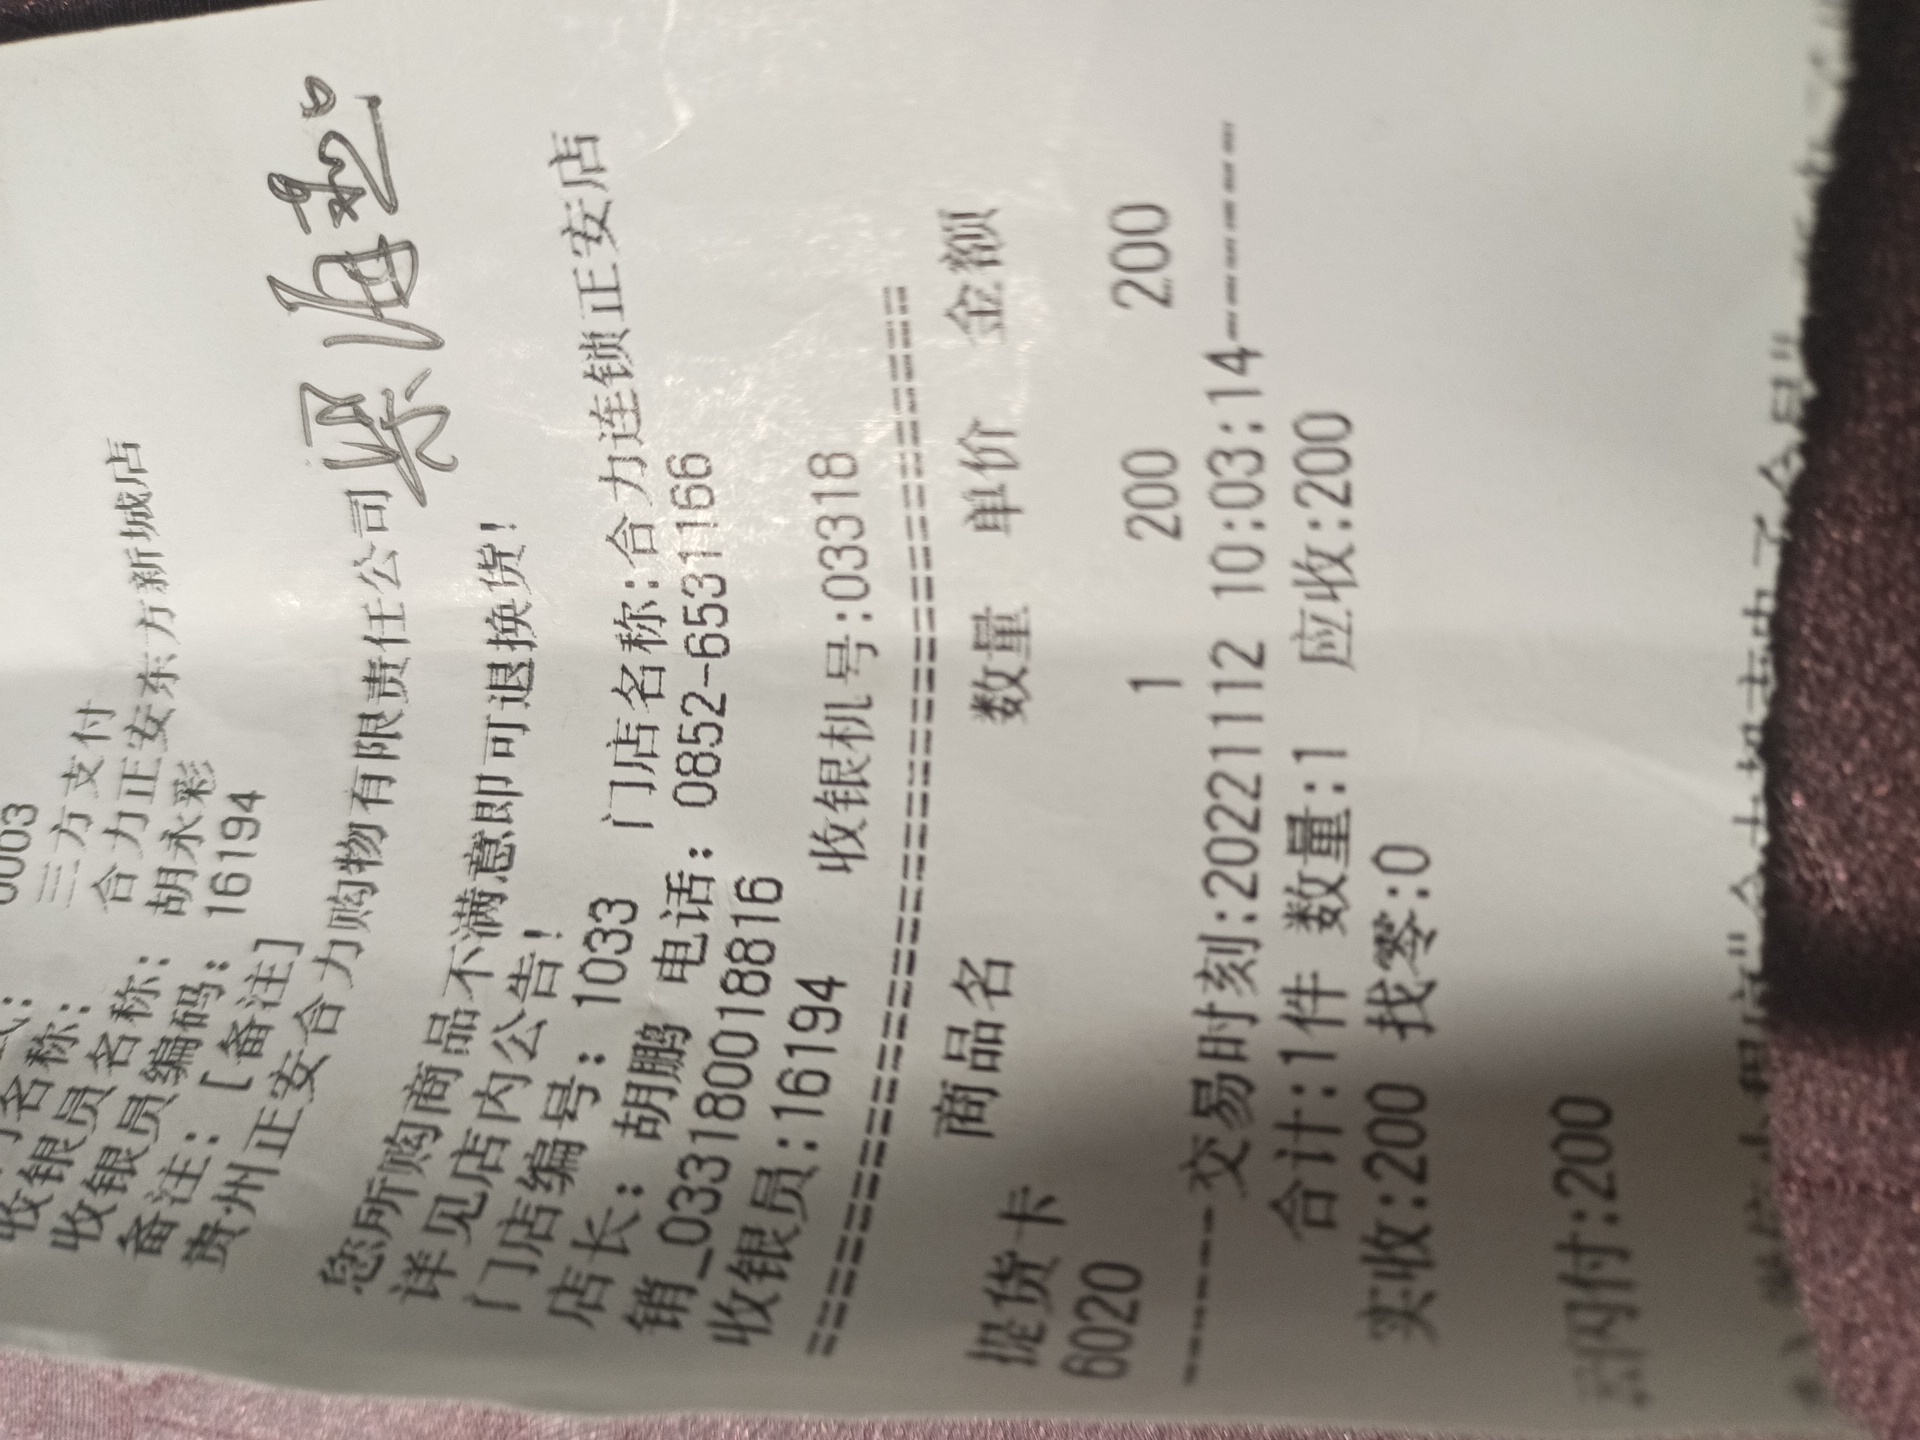 0003
三方支付
名称: 合力正安东方新城店
收银员名称: 胡永彩
收银员编码: 16194
备注: [备注]
贵州正安合力购物有限责任公司
您所购商品不满意即可退换货!
详见店内公告!
门店编号: 1033 门店名称:合力连锁正安店
店长: 胡鹏 电话: 0852-6531166
销_0331800188​16
收银员:16194 收银机号:03318
================================
商品名 数量 单价 金额
提货卡
6020 1 200 200
-----交易时刻:20221112 10:03:14-----
合计:1件 数量:1 应收:200
实收:200 找零:0
闪付:200